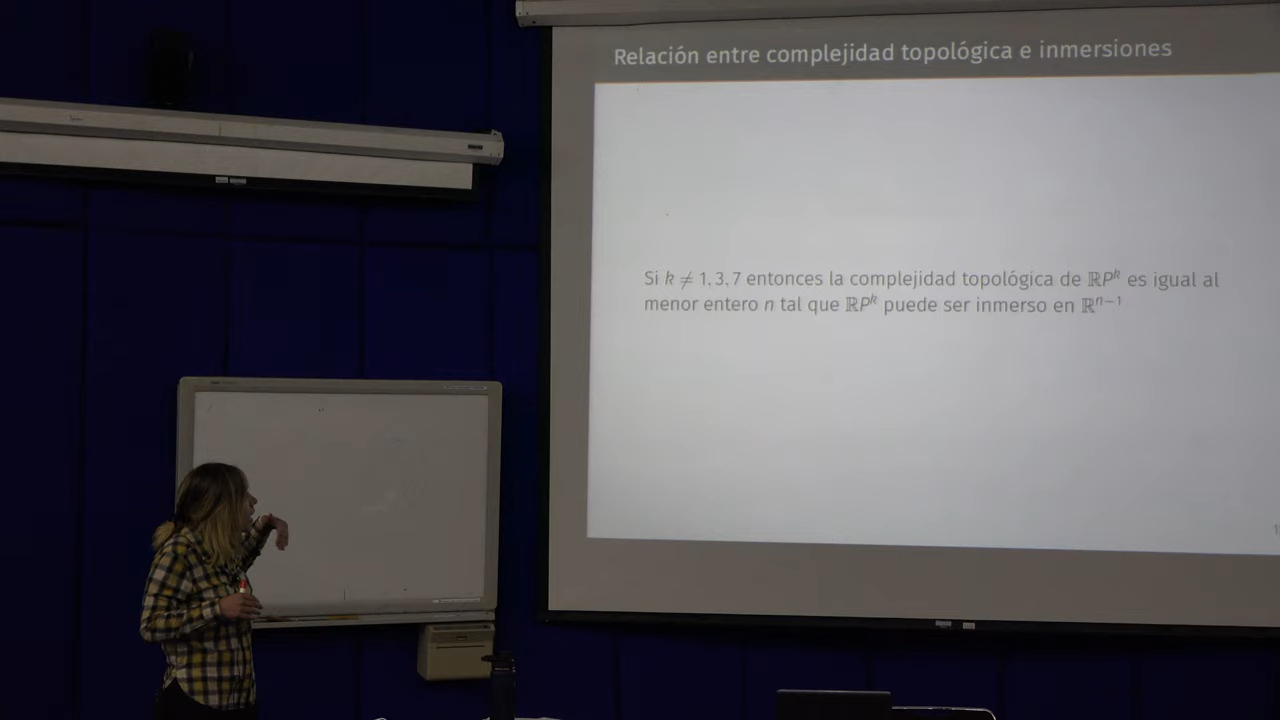 Relación entre complejidad topológica e inmersiones
Si k ≠ 1, 3, 7 entonces la complejidad topológica de ℝPᵏ es igual al
menor entero n tal que ℝPᵏ puede ser inmerso en ℝⁿ⁻¹